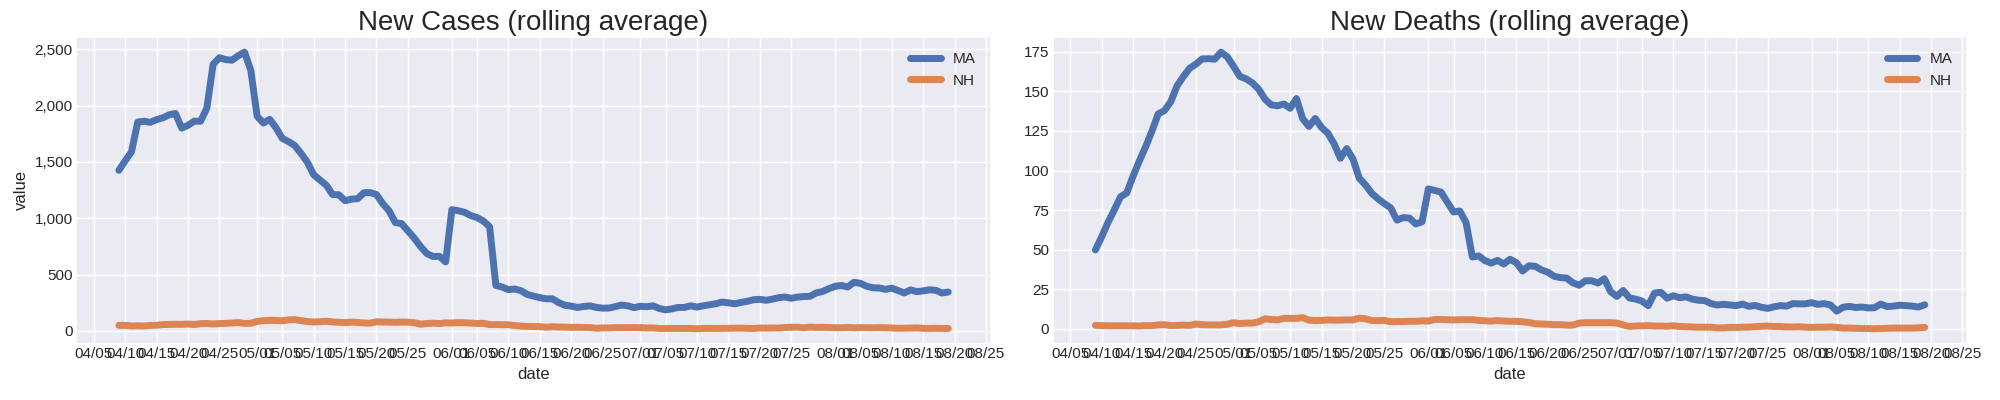 New Cases (rolling average)
2,500
2,000
1,500
1,000
500
0
value
MA
NH
04/05 04/10 04/15 04/20 04/25 05/01 05/05 05/10 05/15 05/20 05/25 06/01 06/05 06/10 06/15 06/20 06/25 07/01 07/05 07/10 07/15 07/20 07/25 08/01 08/05 08/10 08/15 08/20 08/25
date
New Deaths (rolling average)
175
150
125
100
75
50
25
0
MA
NH
04/05 04/10 04/15 04/20 04/25 05/01 05/05 05/10 05/15 05/20 05/25 06/01 06/05 06/10 06/15 06/20 06/25 07/01 07/05 07/10 07/15 07/20 07/25 08/01 08/05 08/10 08/15 08/20 08/25
date